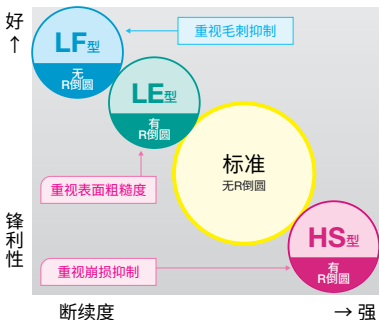 好
↑
LF型
无
R倒圆
重视毛刺抑制
LE型
有
R倒圆
标准
无R倒圆
重视表面粗糙度
HS型
有
R倒圆
重视崩损抑制
锋利性
断续度
→ 强